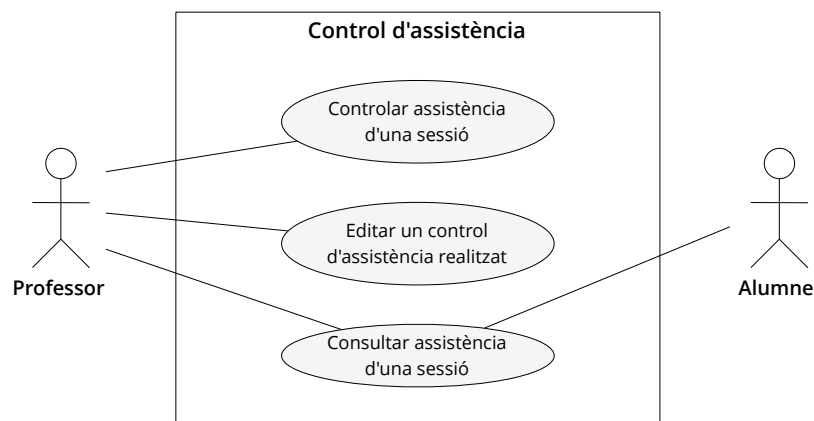 Control d'assistència
Controlar assistència
d'una sessió
Editar un control
d'assistència realitzat
Professor
Alumne
Consultar assistència
d'una sessió